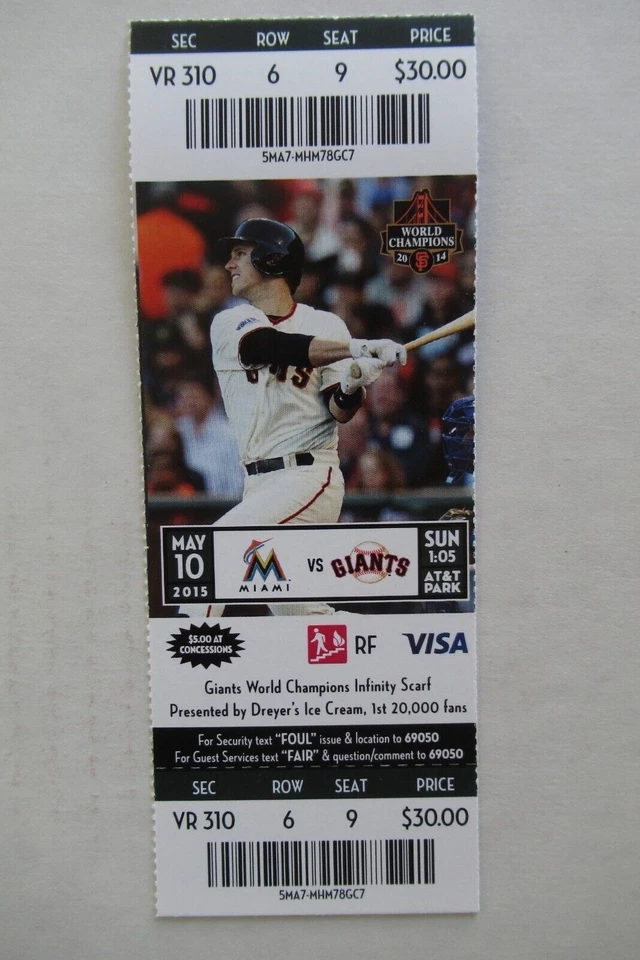 SEC ROW SEAT PRICE
VR 310 6 9 $30.00
5MA7-MHM78GC7
WORLD
CHAMPIONS
20 SF 14
MAY
10
2015
MIAMI
VS
GIANTS
SUN
1:05
AT&T
PARK
$5.00 AT
CONCESSIONS
RF
VISA
Giants World Champions Infinity Scarf
Presented by Dreyer's Ice Cream, 1st 20,000 fans
For Security text "FOUL" issue & location to 69050
For Guest Services text "FAIR" & question/comment to 69050
SEC ROW SEAT PRICE
VR 310 6 9 $30.00
5MA7-MHM78GC7